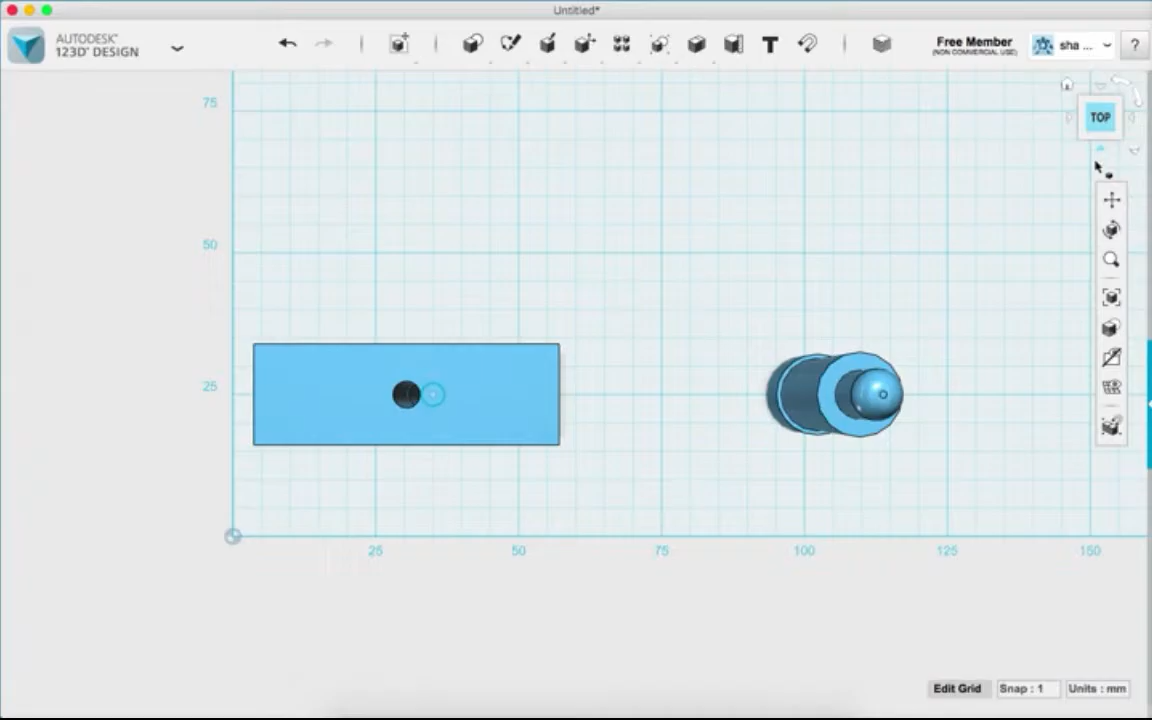 Untitled*
AUTODESK®
123D® DESIGN
T
Free Member
(NON COMMERCIAL USE)
sha ...
?
75
TOP
50
25
25
50
75
100
125
150
Edit Grid
Snap : 1
Units : mm